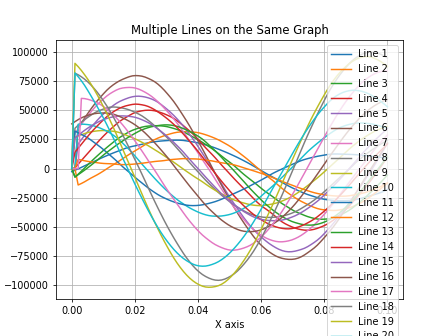 Multiple Lines on the Same Graph
100000
75000
50000
25000
0
−25000
−50000
−75000
−100000
0.00
0.02
0.04
0.06
0.08
X axis
Line 1
Line 2
Line 3
Line 4
Line 5
Line 6
Line 7
Line 8
Line 9
Line 10
Line 11
Line 12
Line 13
Line 14
Line 15
Line 16
Line 17
Line 18
Line 19
Line 20